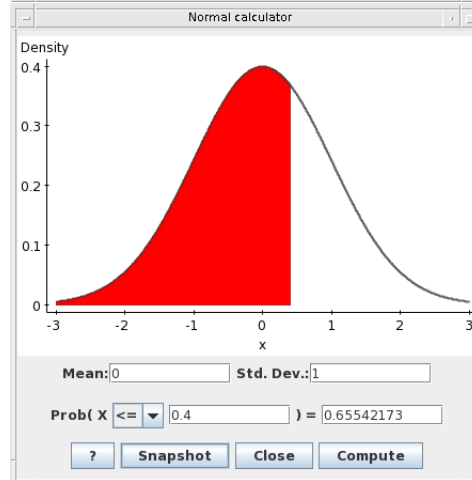 Normal calculator
Density
0.4
0.3
0.2
0.1
0
-3 -2 -1 0 1 2 3
x
Mean: 0 Std. Dev.: 1
Prob( X <= 0.4 ) = 0.65542173
? Snapshot Close Compute